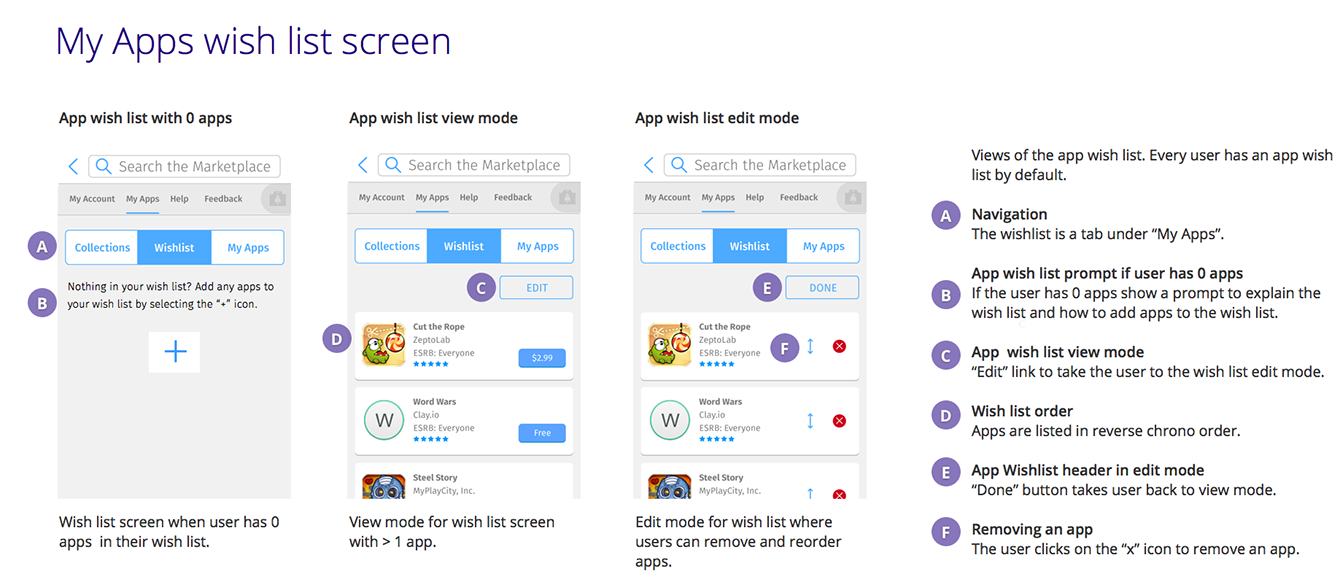 My Apps wish list screen
App wish list with 0 apps
Search the Marketplace
My Account My Apps Help Feedback
A
Collections Wishlist My Apps
B
Nothing in your wish list? Add any apps to
your wish list by selecting the “+” icon.
+
Wish list screen when user has 0
apps  in their wish list.
App wish list view mode
Search the Marketplace
My Account My Apps Help Feedback
Collections Wishlist My Apps
C EDIT
D
Cut the Rope
ZeptoLab
ESRB: Everyone
$2.99
W
Word Wars
Clay.io
ESRB: Everyone
Free
Steel Story
MyPlayCity, Inc.
View mode for wish list screen
with > 1 app.
App wish list edit mode
Search the Marketplace
My Account My Apps Help Feedback
Collections Wishlist My Apps
E DONE
Cut the Rope
ZeptoLab
ESRB: Everyone
F
W
Word Wars
Clay.io
ESRB: Everyone
Steel Story
MyPlayCity, Inc.
Edit mode for wish list where
users can remove and reorder
apps.
Views of the app wish list. Every user has an app wish
list by default.
A Navigation
The wishlist is a tab under “My Apps”.
App wish list prompt if user has 0 apps
B If the user has 0 apps show a prompt to explain the
wish list and how to add apps to the wish list.
C App  wish list view mode
“Edit” link to take the user to the wish list edit mode.
D Wish list order
Apps are listed in reverse chrono order.
E App Wishlist header in edit mode
“Done” button takes user back to view mode.
F Removing an app
The user clicks on the “x” icon to remove an app.